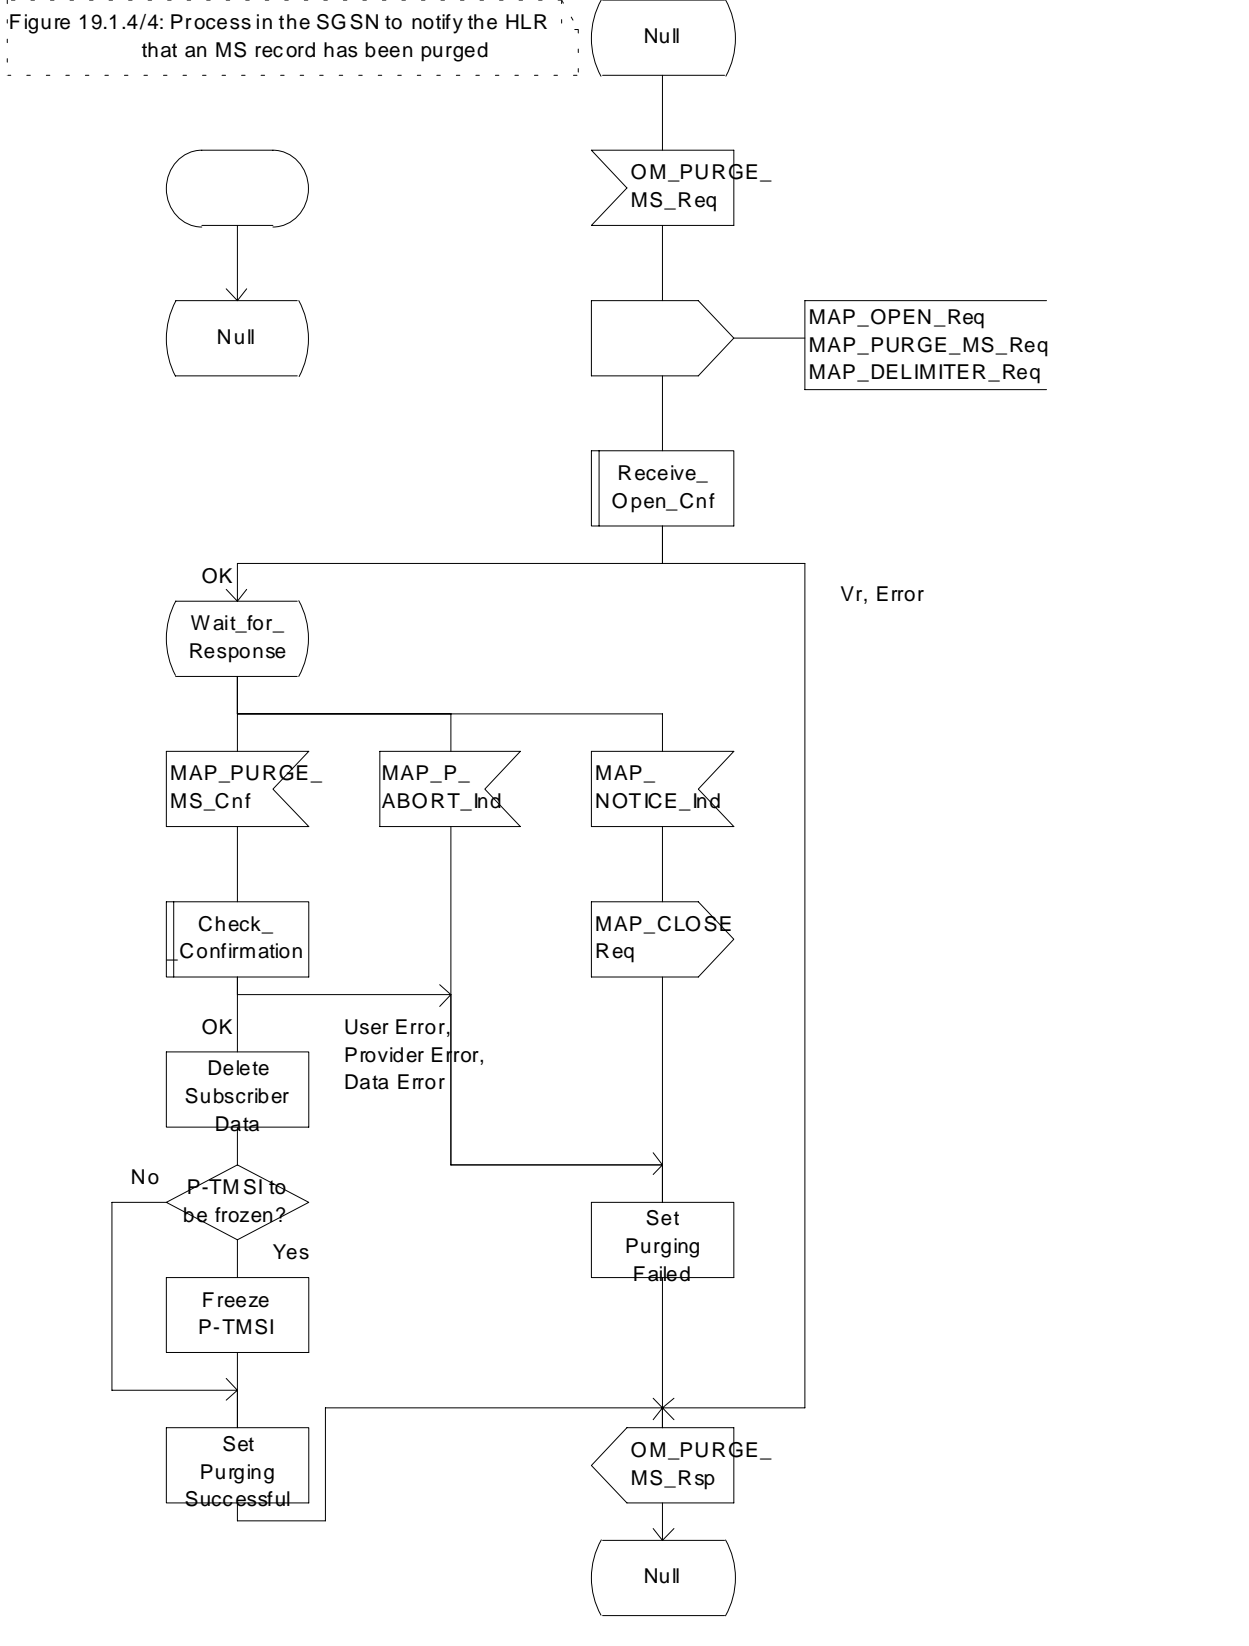 Figure 19.1.4/4: Process in the SGSN to notify the HLR
that an MS record has been purged
Null
OM_PURGE_
MS_Req
Null
MAP_OPEN_Req
MAP_PURGE_MS_Req
MAP_DELIMITER_Req
Receive_
Open_Cnf
OK
Vr, Error
Wait_for_
Response
MAP_PURGE_
MS_Cnf
MAP_P_
ABORT_Ind
MAP_
NOTICE_Ind
Check_
Confirmation
MAP_CLOSE_
Req
OK
User Error,
Provider Error,
Data Error
Delete
Subscriber
Data
No
P-TMSI to
be frozen?
Yes
Set
Purging
Failed
Freeze
P-TMSI
Set
Purging
Successful
OM_PURGE_
MS_Rsp
Null